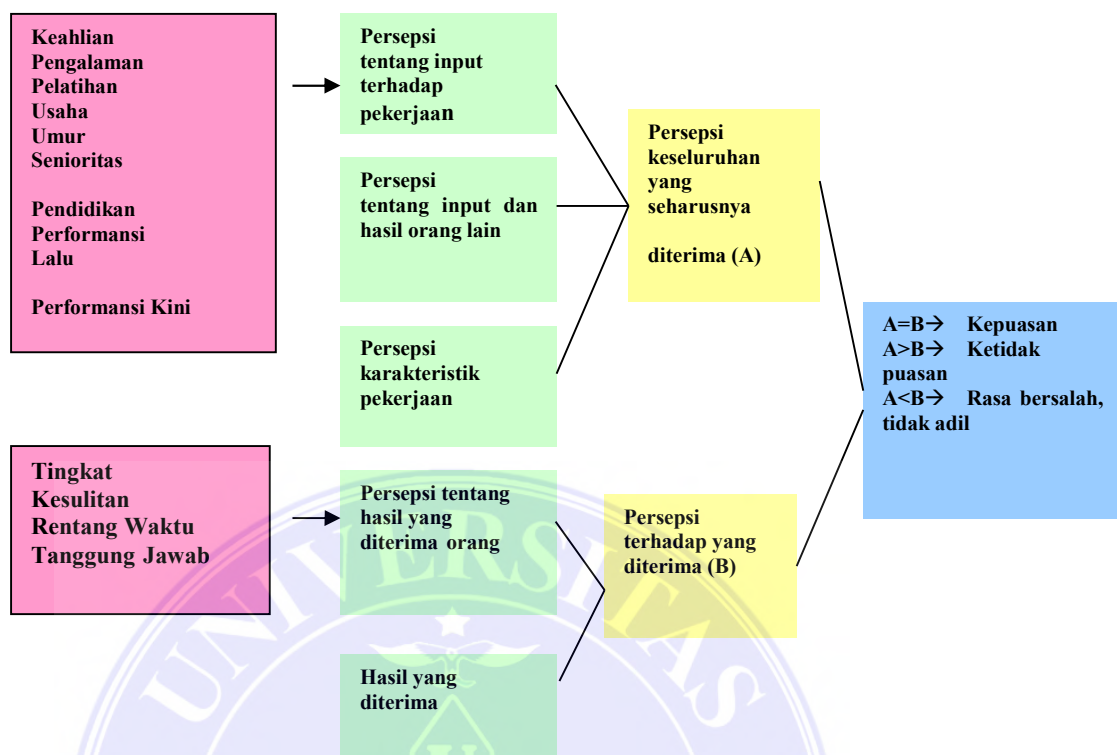 Keahlian
Pengalaman
Pelatihan
Usaha
Umur
Senioritas
Pendidikan
Performansi
Lalu
Performansi Kini
Persepsi
tentang input
terhadap
pekerjaan
Persepsi
tentang input dan
hasil orang lain
Persepsi
karakteristik
pekerjaan
Persepsi
keseluruhan
yang
seharusnya
diterima (A)
A=B→ Kepuasan
A>B→ Ketidak
puasan
A<B→ Rasa bersalah,
tidak adil
Tingkat
Kesulitan
Rentang Waktu
Tanggung Jawab
Persepsi tentang
hasil yang
diterima orang
Persepsi
terhadap yang
diterima (B)
Hasil yang
diterima
UNIVERSITAS